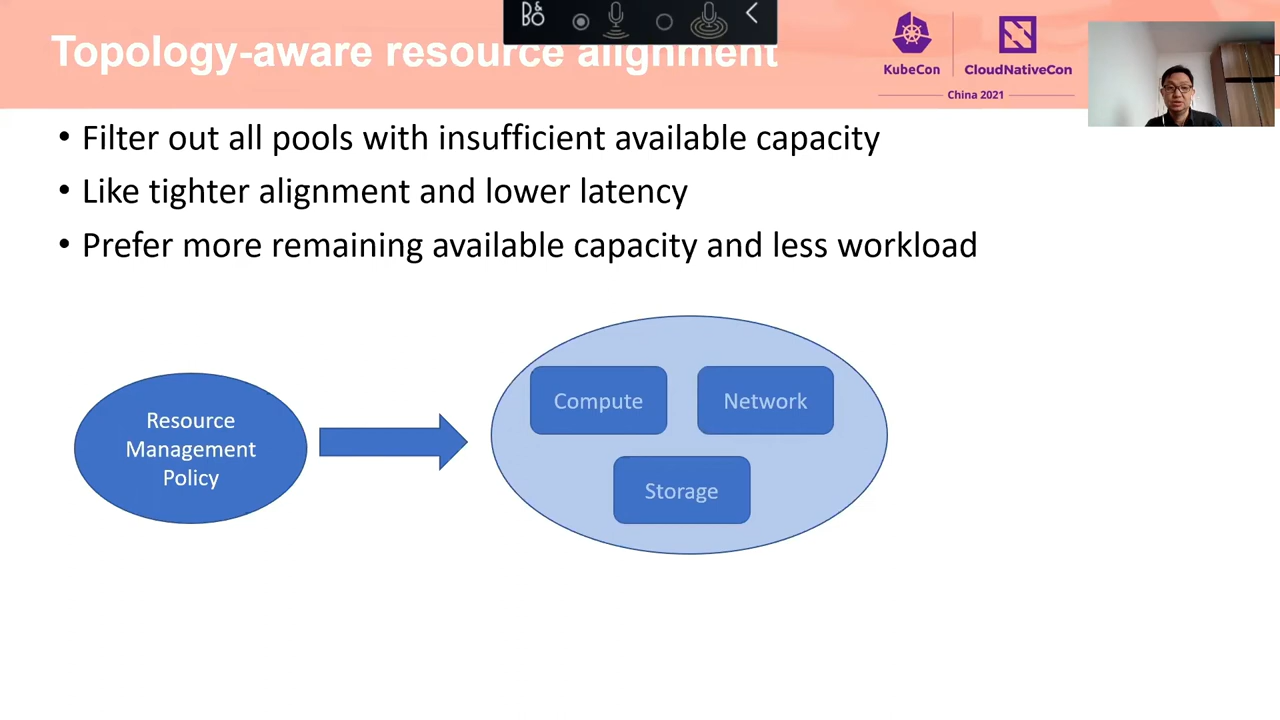 B&O
Topology-aware resource alignment
KubeCon
CloudNativeCon
China 2021
• Filter out all pools with insufficient available capacity
• Like tighter alignment and lower latency
• Prefer more remaining available capacity and less workload
Resource
Management
Policy
Compute
Network
Storage